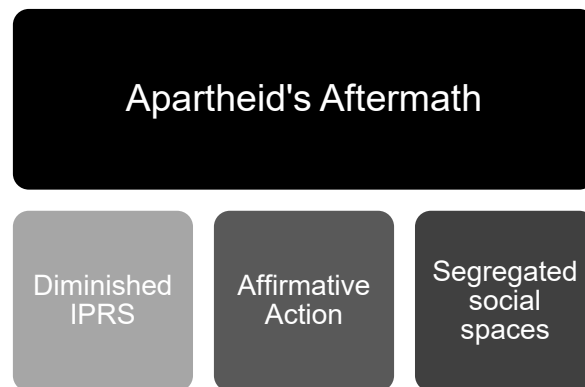 Apartheid's Aftermath
Diminished
IPRS
Affirmative
Action
Segregated
social
spaces